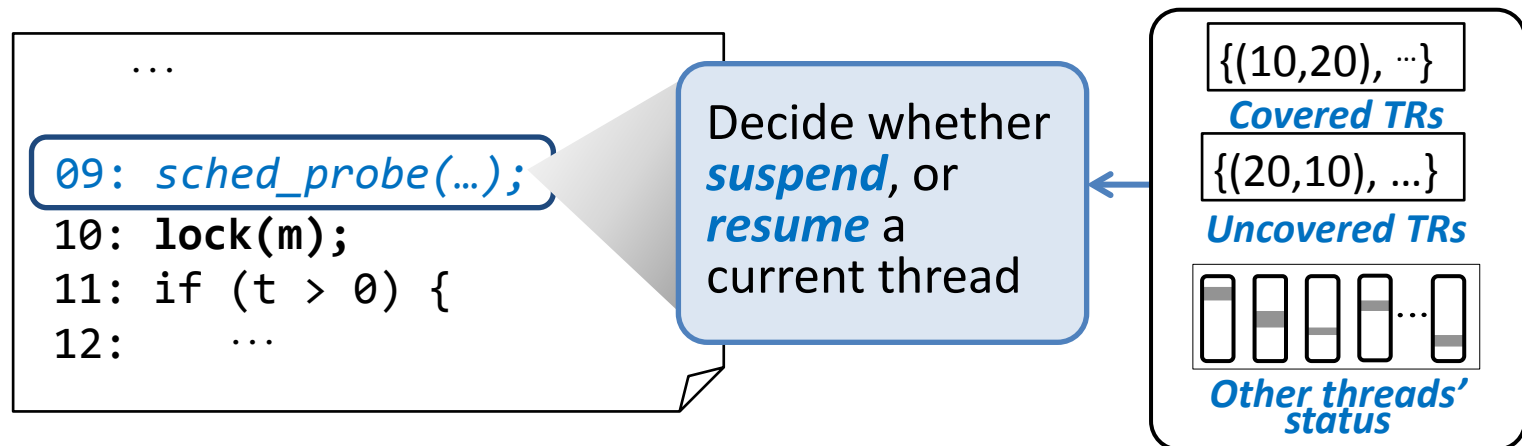 ...
09: sched_probe(…);
10: lock(m);
11: if (t > 0) {
12: ...
Decide whether
suspend, or
resume a
current thread
{(10,20), …}
Covered TRs
{(20,10), …}
Uncovered TRs
...
Other threads'
status